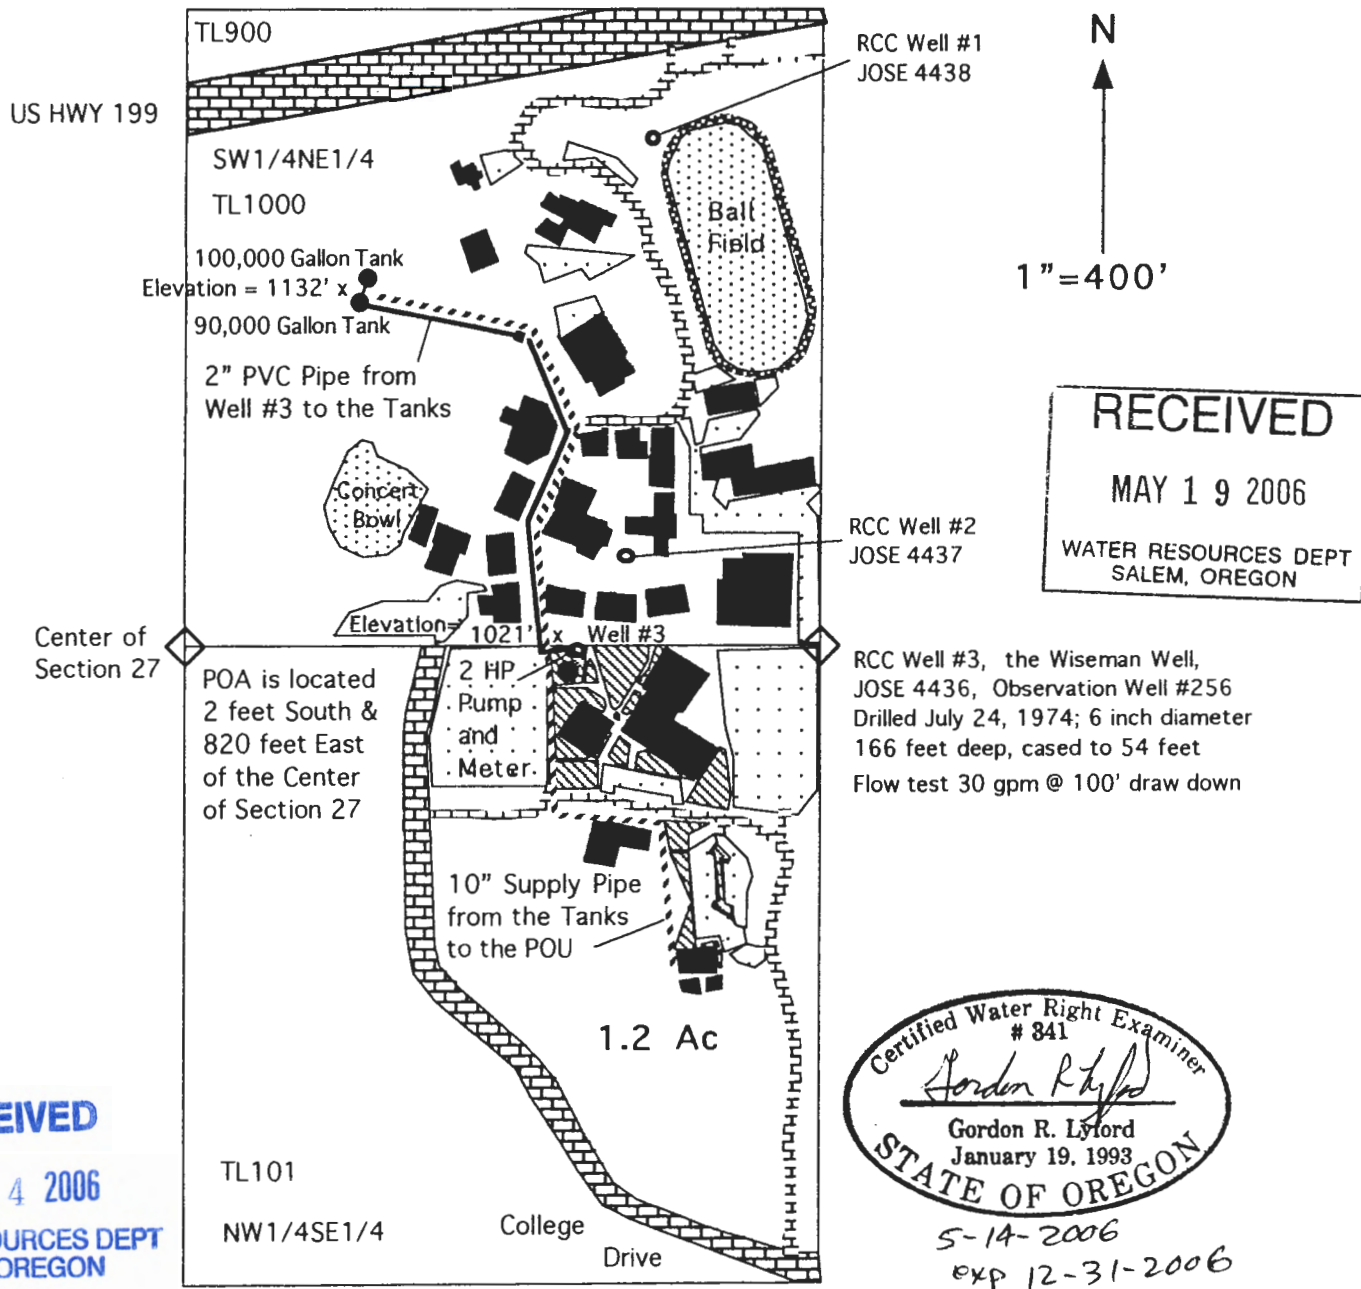 TL900
US HWY 199
SW1/4NE1/4
TL1000
RCC Well #1
JOSE 4438
N
1"=400'
Ball
Field
100,000 Gallon Tank
Elevation = 1132' x
90,000 Gallon Tank
2" PVC Pipe from
Well #3 to the Tanks
RECEIVED
MAY 19 2006
WATER RESOURCES DEPT
SALEM, OREGON
Concert
Bowl
RCC Well #2
JOSE 4437
Elevation= 1021' x Well #3
Center of
Section 27
POA is located
2 feet South &
820 feet East
of the Center
of Section 27
2 HP
Pump
and
Meter
RCC Well #3, the Wiseman Well,
JOSE 4436, Observation Well #256
Drilled July 24, 1974; 6 inch diameter
166 feet deep, cased to 54 feet
Flow test 30 gpm @ 100' draw down
10" Supply Pipe
from the Tanks
to the POU
1.2 Ac
Certified Water Right Examiner
# 341
Gordon R Lyford
Gordon R. Lyford
January 19, 1993
STATE OF OREGON
5-14-2006
exp 12-31-2006
EIVED
4 2006
OURCES DEPT
OREGON
TL101
NW1/4SE1/4
College
Drive